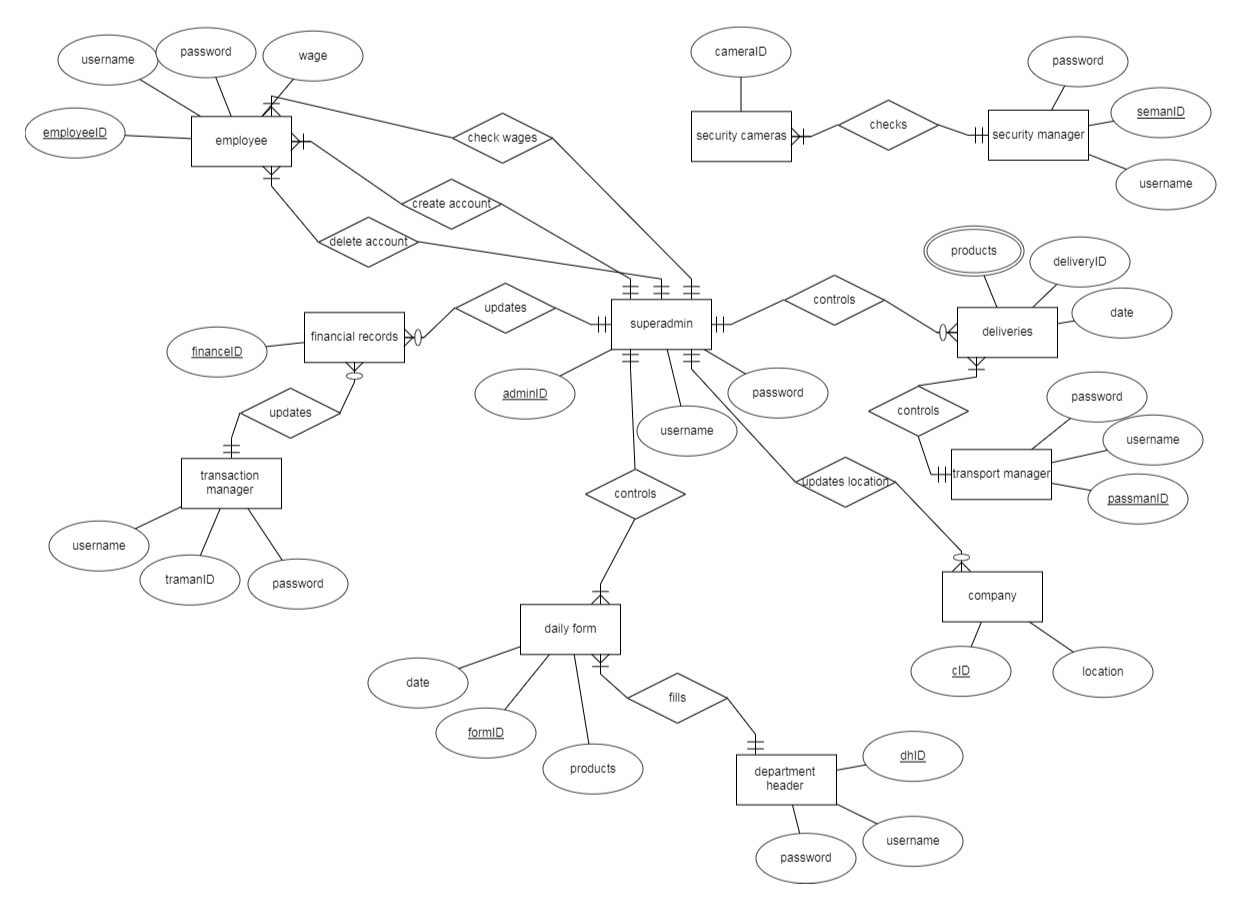 username
password
wage
cameraID
password
employeeID
employee
check wages
security cameras
checks
security manager
semanID
username
create account
delete account
products
deliveryID
date
updates
superadmin
controls
deliveries
financial records
financeID
adminID
username
password
updates
controls
password
username
transport manager
passmanID
transaction
manager
username
tramanID
password
controls
updates location
company
cID
location
daily form
date
formID
products
fills
department
header
dhID
username
password